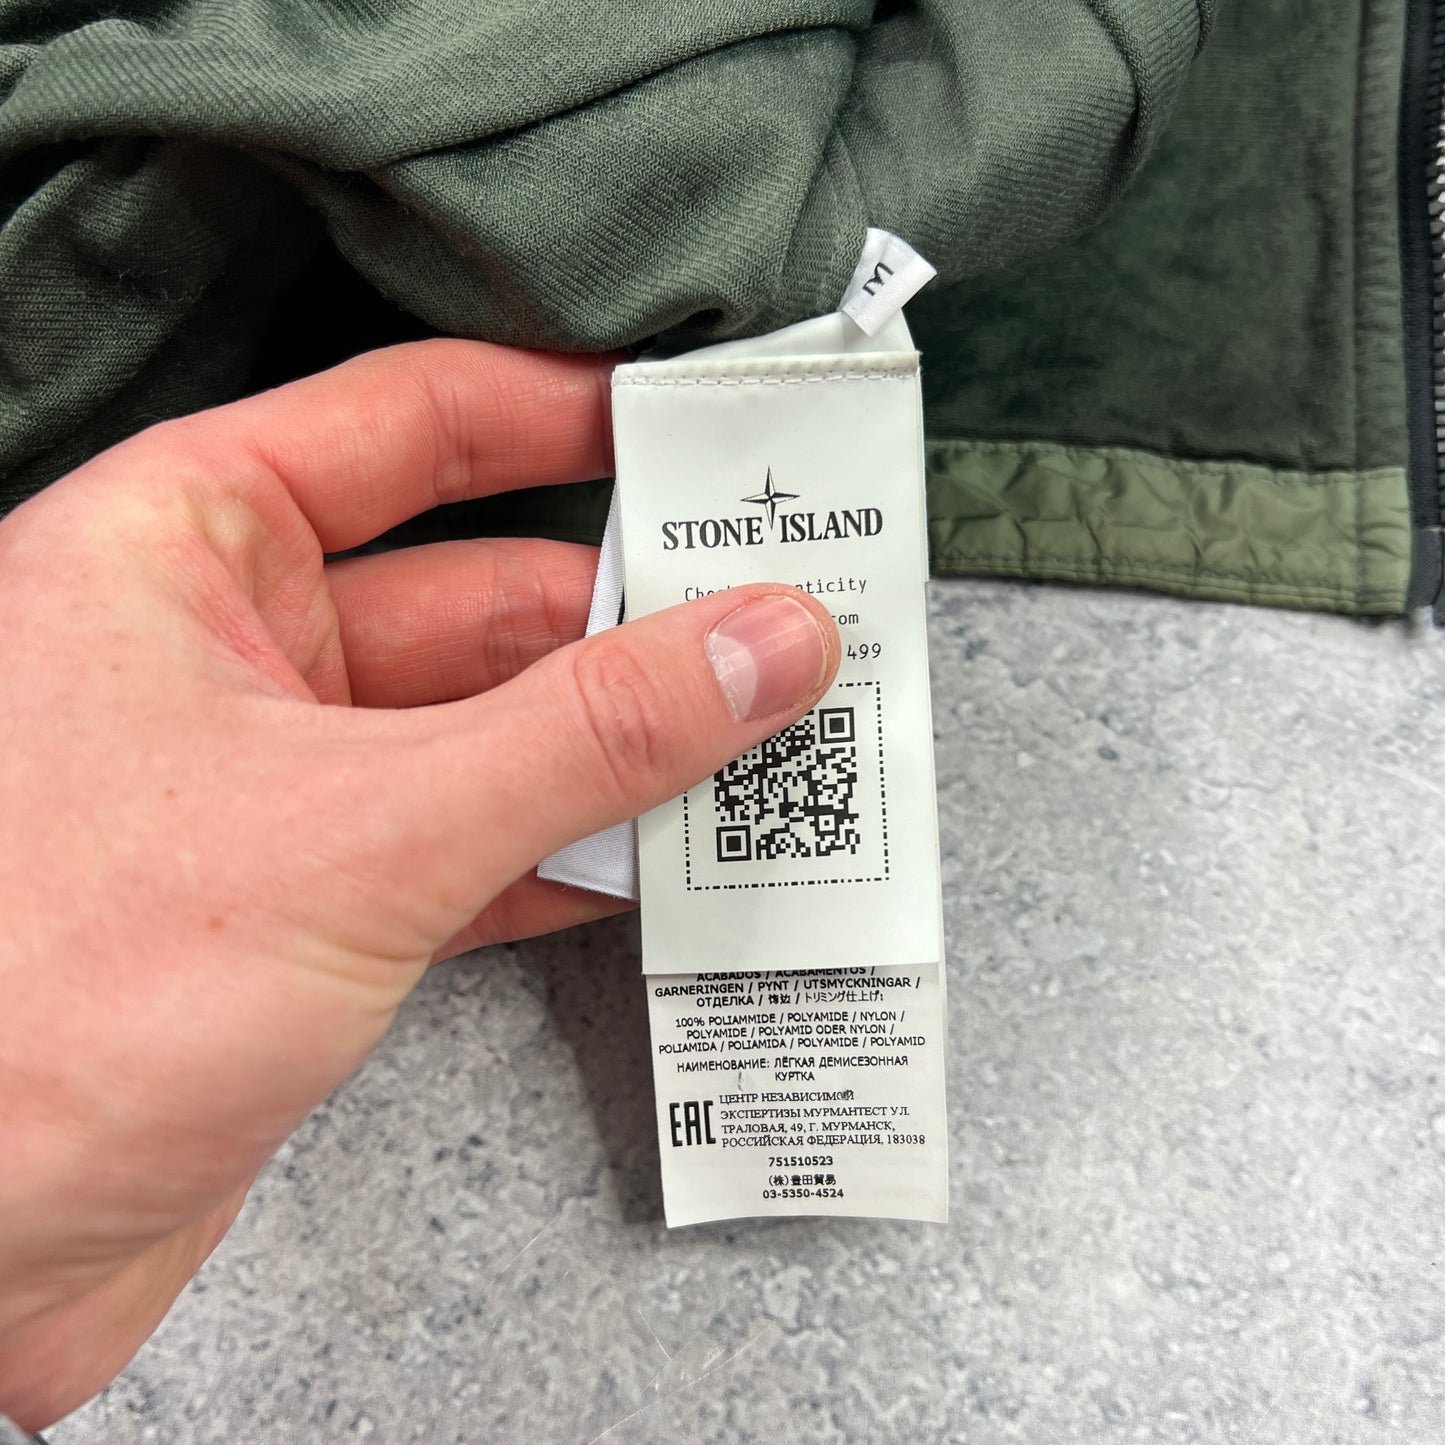 M
STONE ISLAND
com
499
ACABADOS / ACABAMENTOS /
GARNERINGEN / PYNT / UTSMYCKNINGAR /
ОТДЕЛКА / 饰边 / トリミング仕上げ:
100% POLIAMMIDE / POLYAMIDE / NYLON /
POLYAMIDE / POLYAMID ODER NYLON /
POLIAMIDA / POLIAMIDA / POLYAMIDE / POLYAMID
НАИМЕНОВАНИЕ: ЛЁГКАЯ ДЕМИСЕЗОННАЯ
КУРТКА
EAC
ЦЕНТР НЕЗАВИСИМОЙ
ЭКСПЕРТИЗЫ МУРМАНТЕСТ УЛ.
ТРАЛОВАЯ, 49, Г. МУРМАНСК,
РОССИЙСКАЯ ФЕДЕРАЦИЯ, 183038
751510523
(株)豊田貿易
03-5350-4524